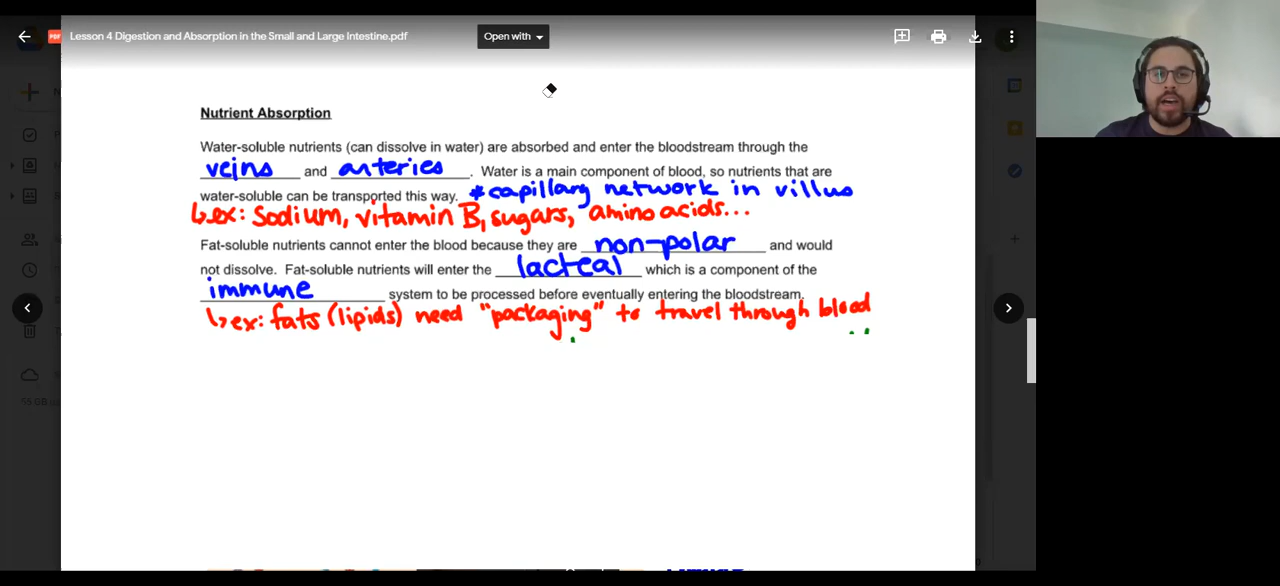 Lesson 4 Digestion and Absorption in the Small and Large Intestine.pdf
Open with
Nutrient Absorption
Water-soluble nutrients (can dissolve in water) are absorbed and enter the bloodstream through the
veins and arteries. Water is a main component of blood, so nutrients that are
water-soluble can be transported this way. * capillary network in villus
↳ ex: Sodium, vitamin B, sugars, amino acids...
Fat-soluble nutrients cannot enter the blood because they are non-polar and would
not dissolve. Fat-soluble nutrients will enter the lacteal which is a component of the
immune system to be processed before eventually entering the bloodstream.
↳ ex: fats (lipids) need "packaging" to travel through blood